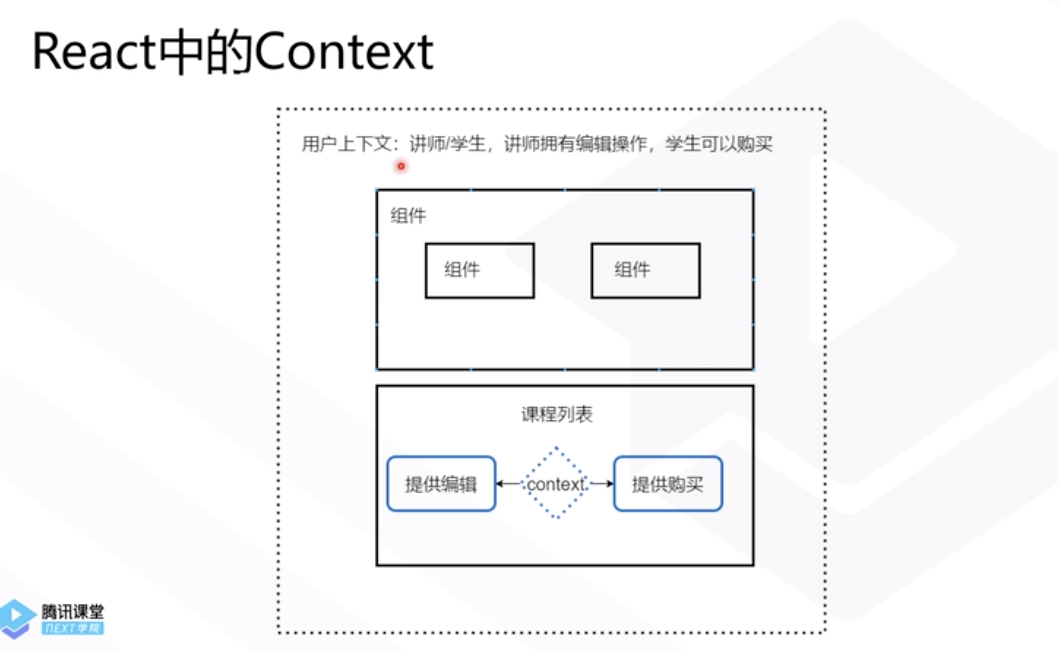 React中的Context
用户上下文：讲师/学生，讲师拥有编辑操作，学生可以购买
组件
组件
组件
课程列表
提供编辑
context
提供购买
腾讯课堂
NEXT学院